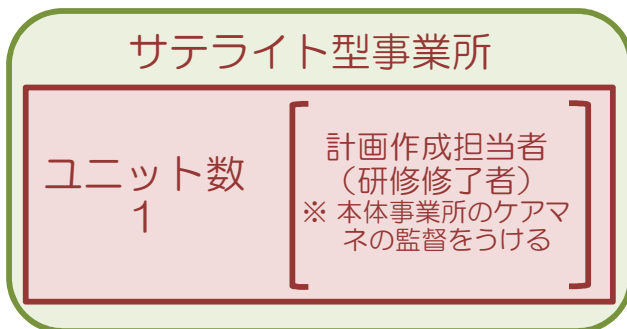 サテライト型事業所
ユニット数
1
計画作成担当者
（研修修了者）
※ 本体事業所のケアマ
ネの監督をうける